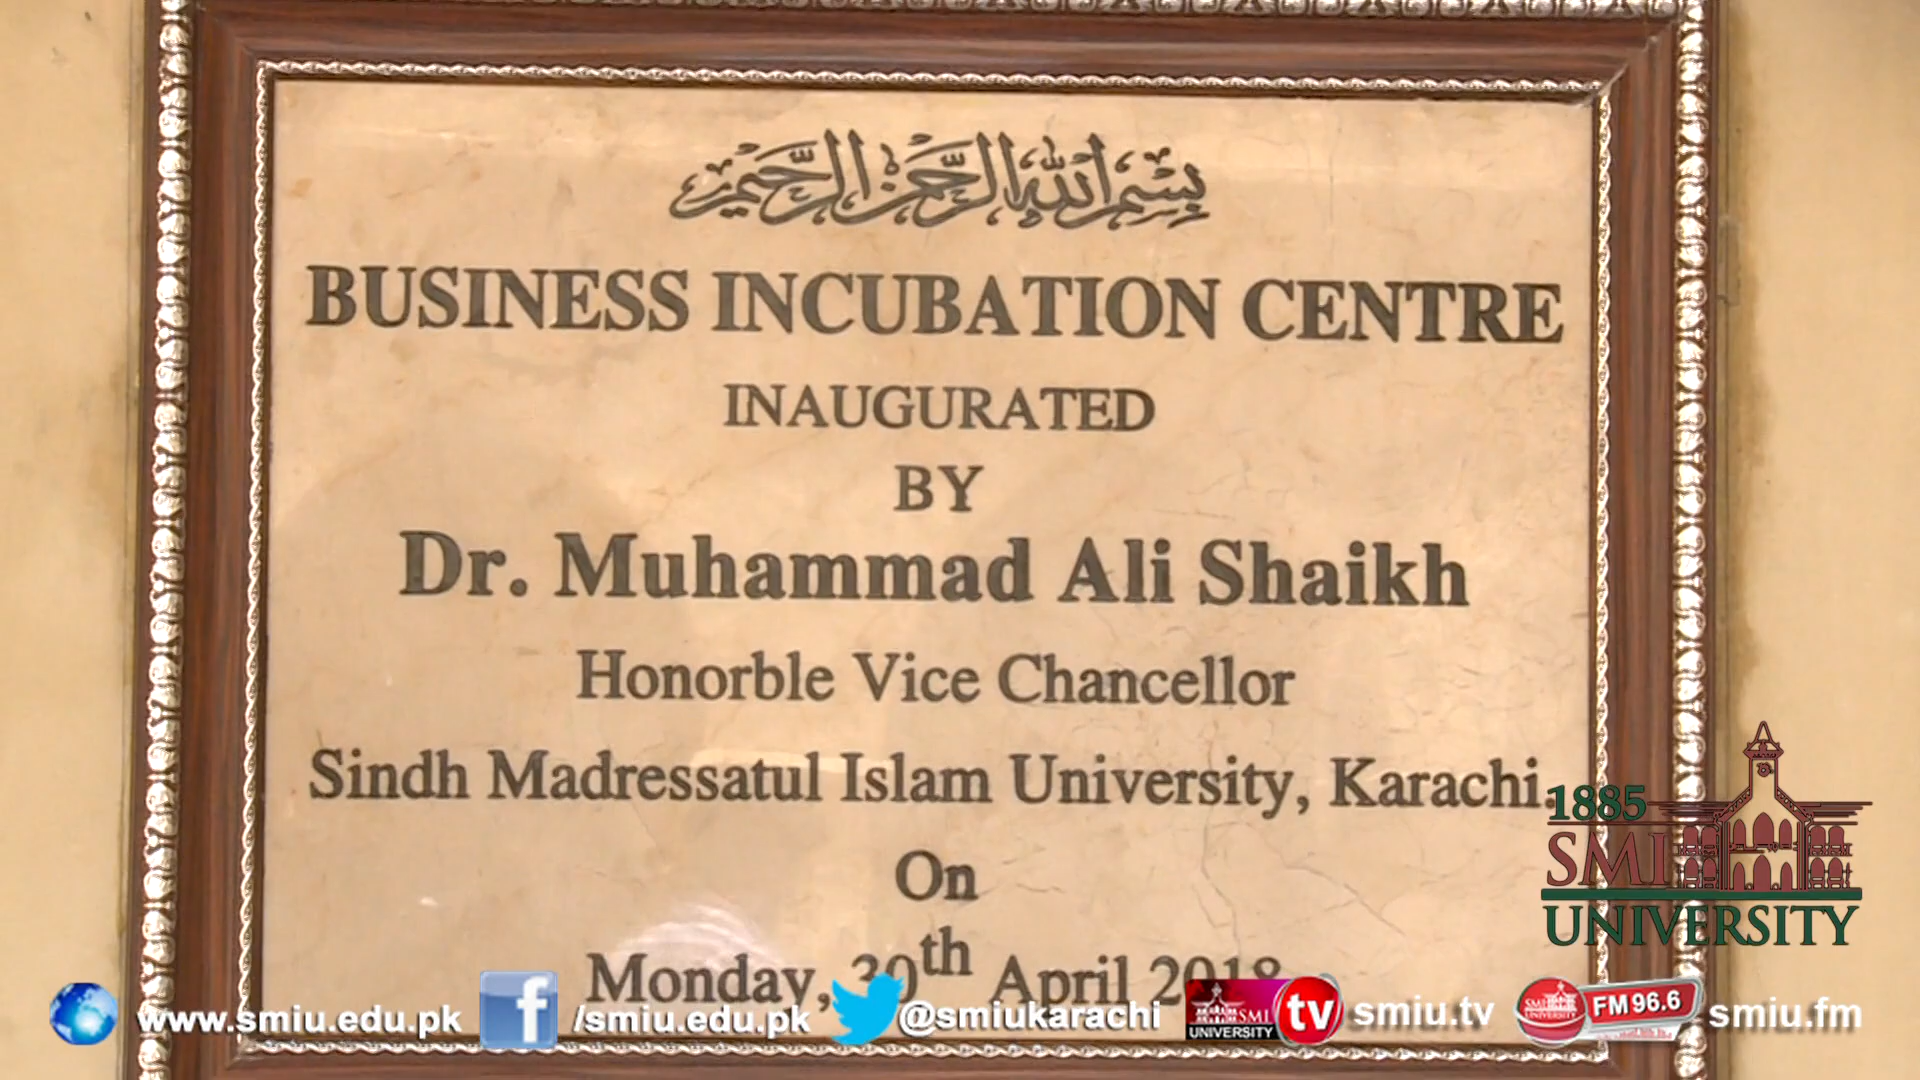 بسم الله الرحمن الرحيم
BUSINESS INCUBATION CENTRE
INAUGURATED
BY
Dr. Muhammad Ali Shaikh
Honorble Vice Chancellor
Sindh Madressatul Islam University, Karachi.
On
Monday, 30th April 2018
1885
SMI
UNIVERSITY
www.smiu.edu.pk
f /smiu.edu.pk
@smiukarachi
SMI UNIVERSITY tv smiu.tv
FM 96.6 smiu.fm